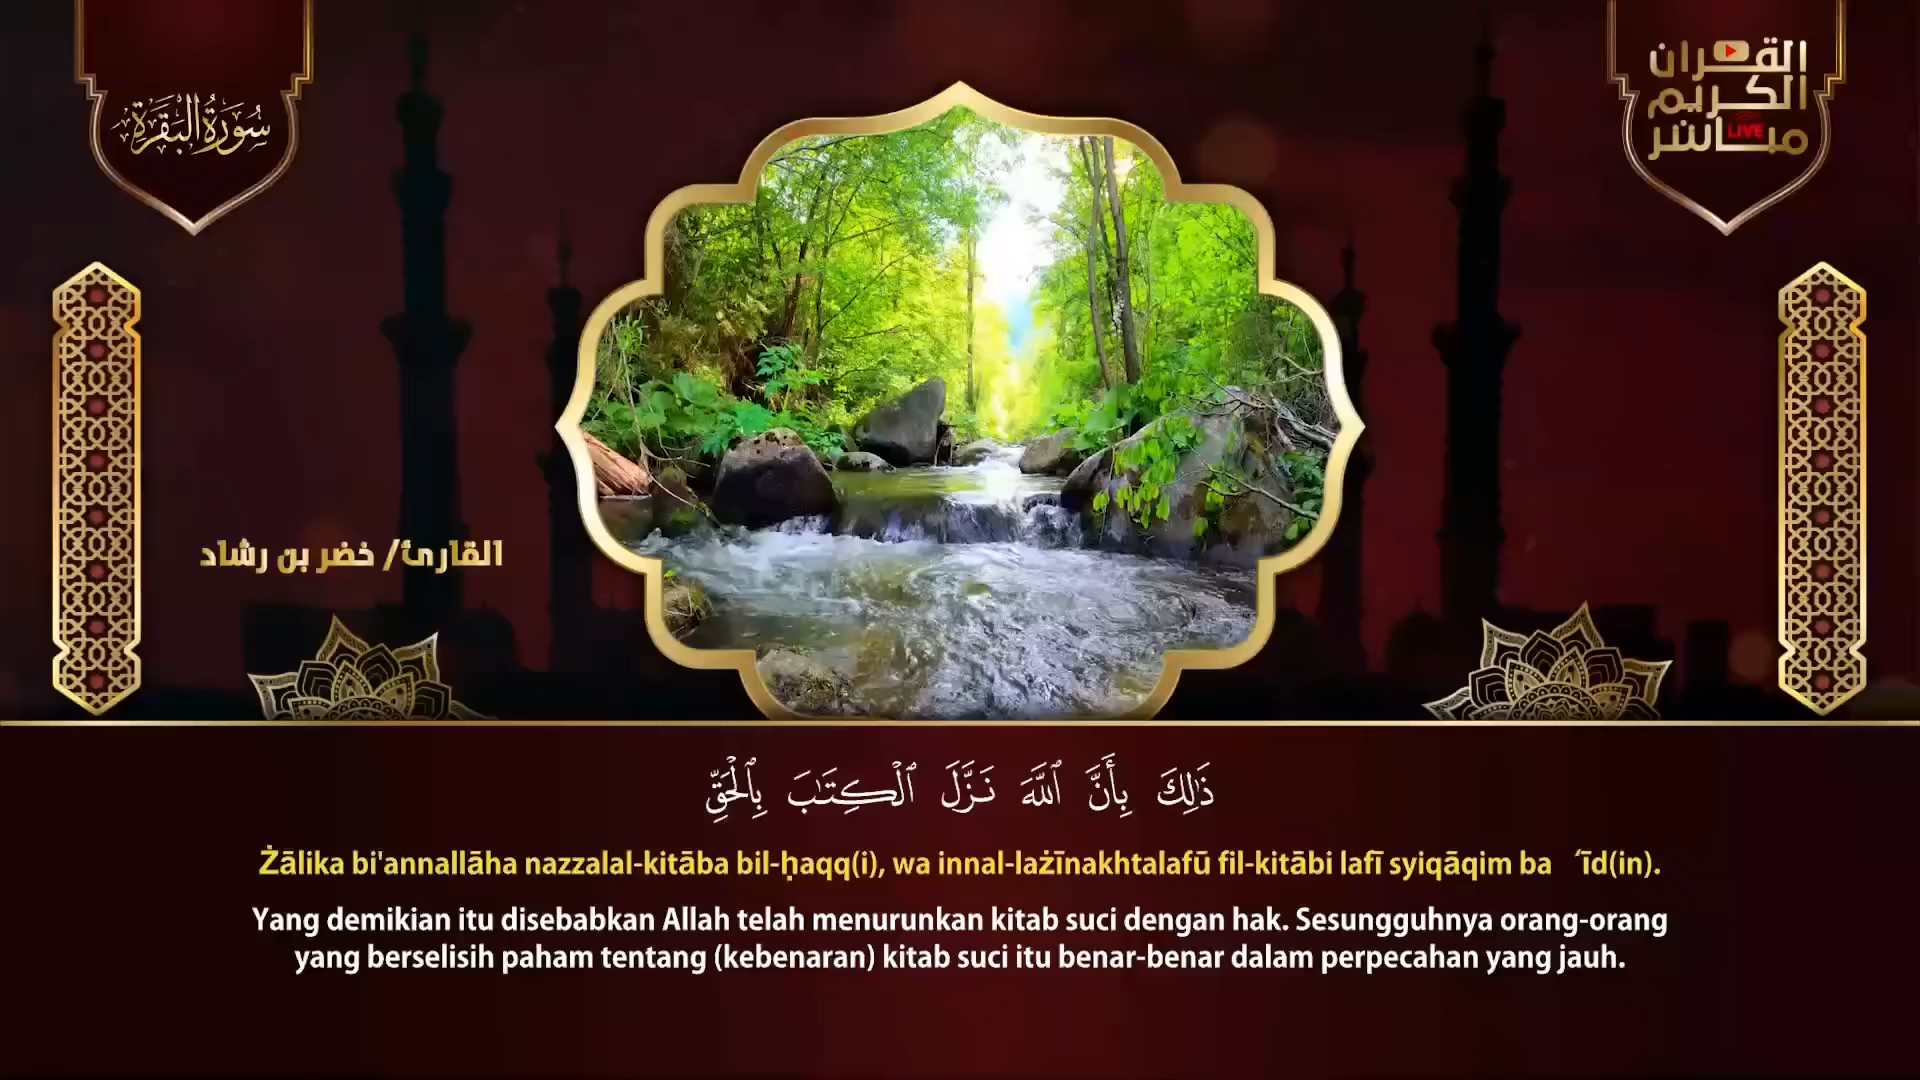 سُورَةُ البَقَرَة
القرآن
الكريم
مباشر
LIVE
القارئ/ خضر بن رشاد
ذَٰلِكَ بِأَنَّ ٱللَّهَ نَزَّلَ ٱلْكِتَـٰبَ بِٱلْحَقِّ
Żālika bi'annallāha nazzalal-kitāba bil-ḥaqq(i), wa innal-lażīnakhtalafū fil-kitābi lafī syiqāqim ba ‘īd(in).
Yang demikian itu disebabkan Allah telah menurunkan kitab suci dengan hak. Sesungguhnya orang-orang
yang berselisih paham tentang (kebenaran) kitab suci itu benar-benar dalam perpecahan yang jauh.